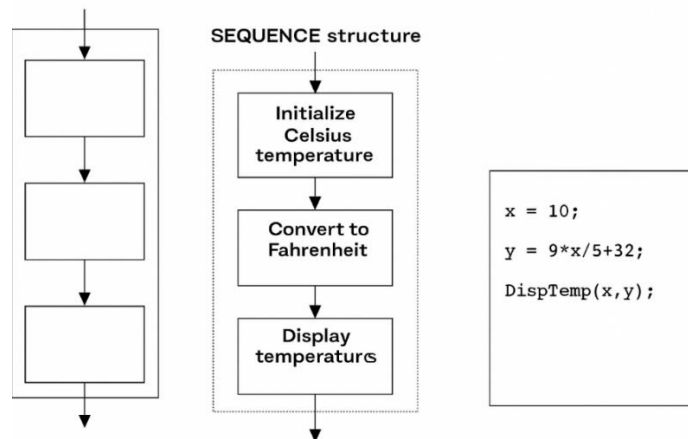 SEQUENCE structure
Initialize
Celsius
temperature
Convert to
Fahrenheit
Display
temperatures
x = 10;
y = 9*x/5+32;
DispTemp(x,y);